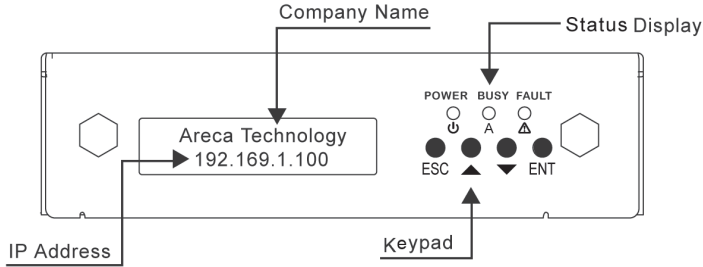 Company Name
Status Display
POWER BUSY FAULT
A
Areca Technology
192.169.1.100
ESC ENT
IP Address
Keypad